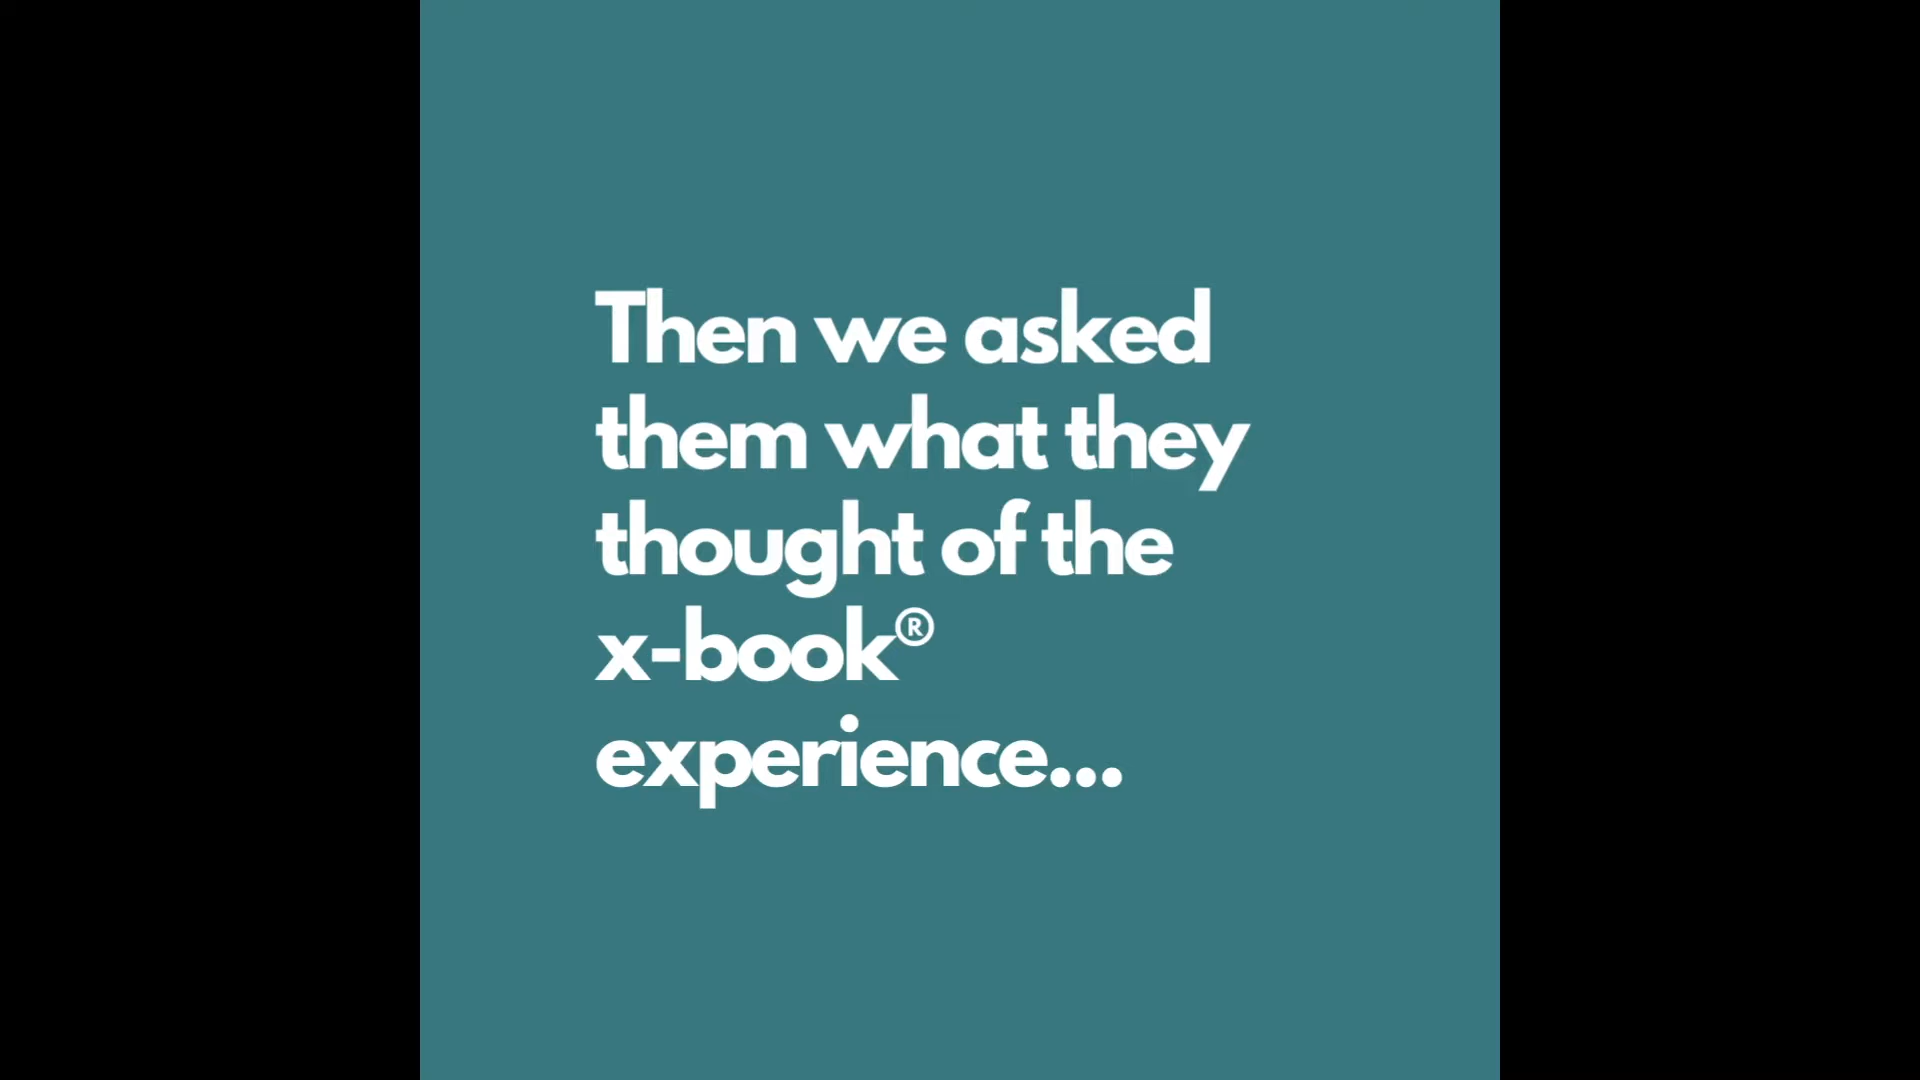 Then we asked
them what they
thought of the
x-book®
experience...